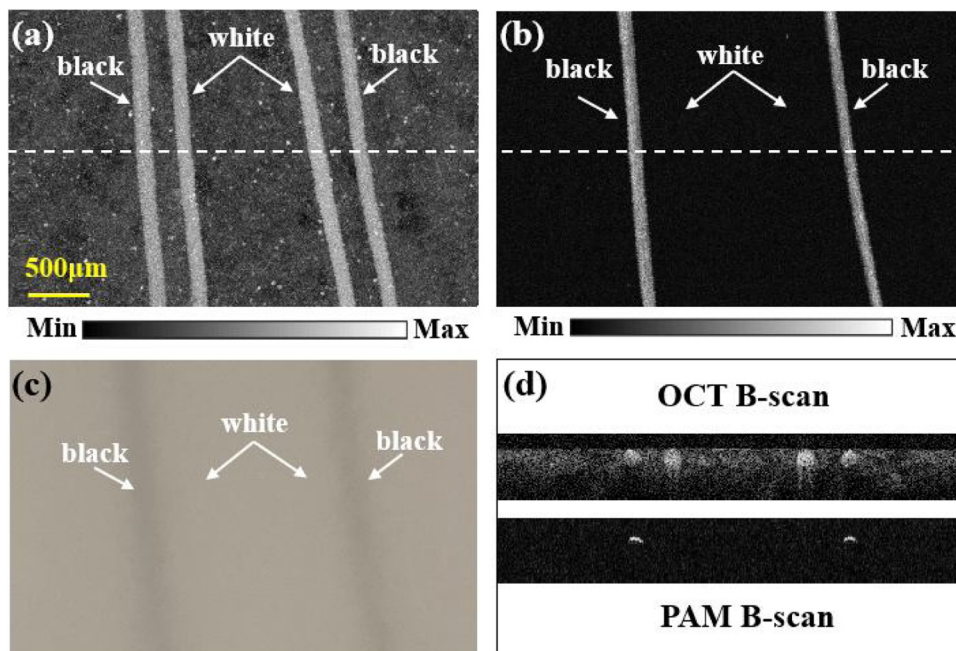 (a)
white
black
black
500μm
Min Max
(b)
white
black
black
Min Max
(c)
white
black
black
(d)
OCT B-scan
PAM B-scan